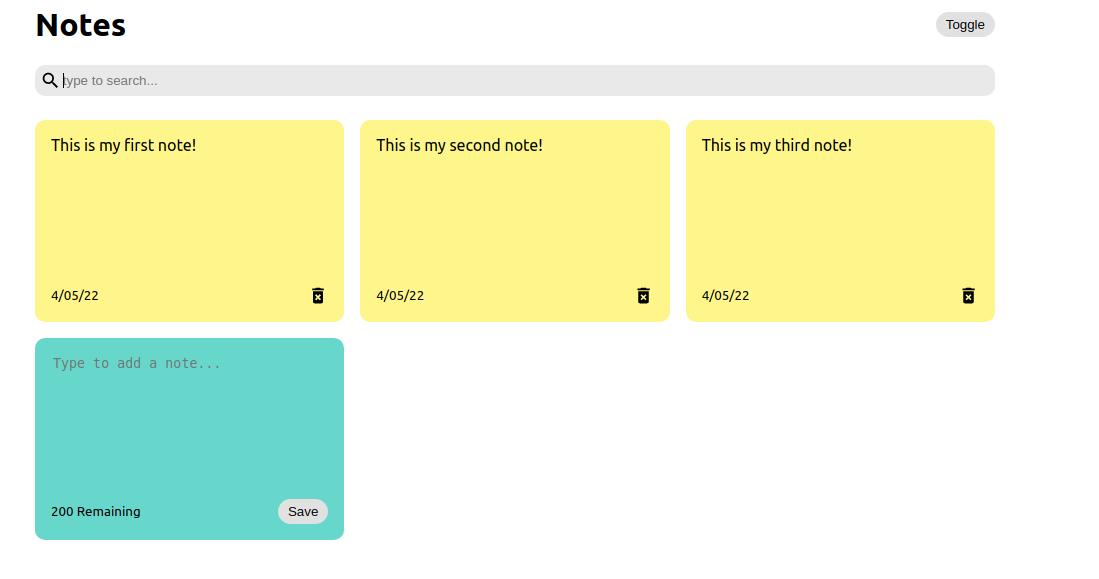 Notes
Toggle
type to search...
This is my first note!
This is my second note!
This is my third note!
4/05/22
4/05/22
4/05/22
Type to add a note...
200 Remaining
Save